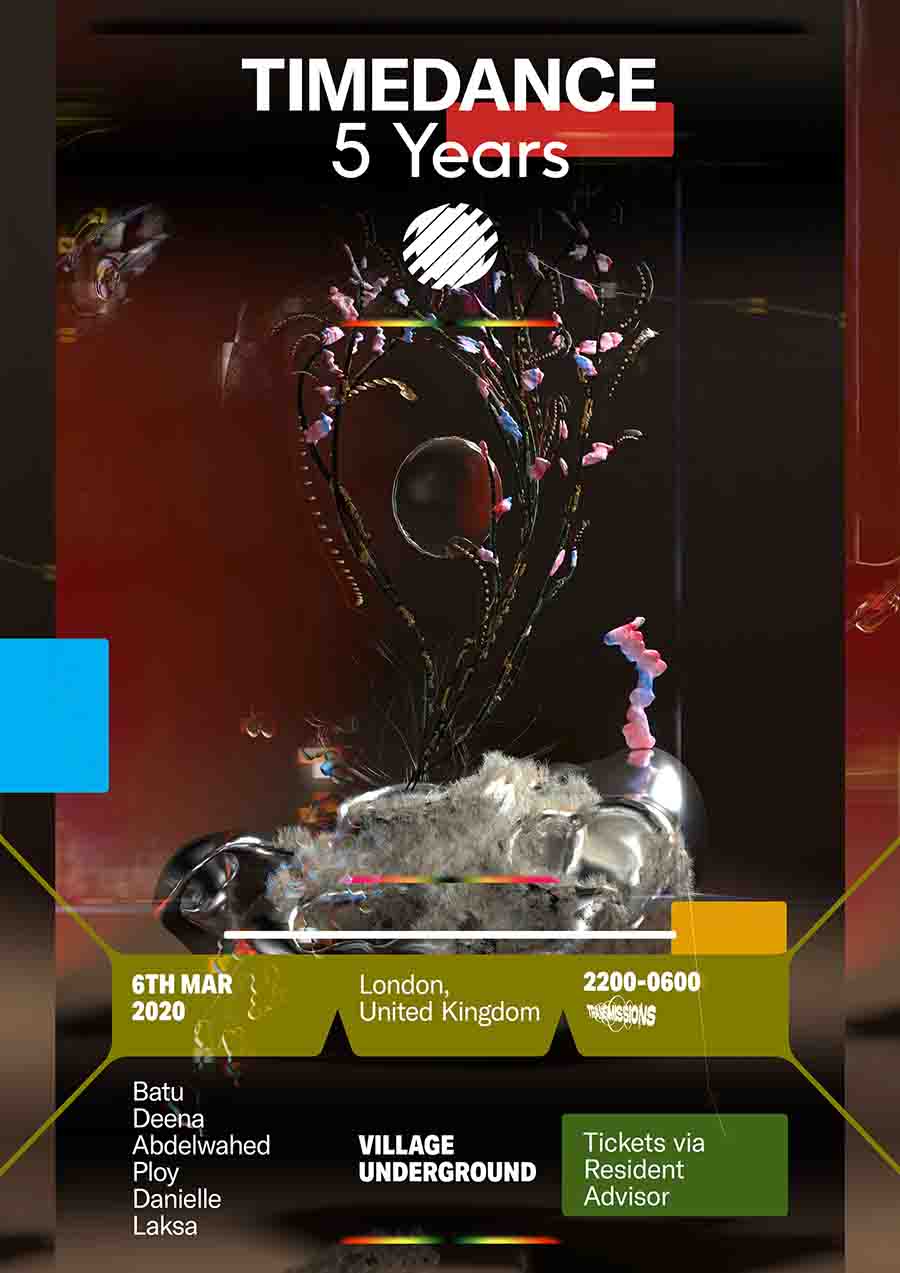 TIMEDANCE
5 Years
6TH MAR
2020
London,
United Kingdom
2200-0600
TRANSMISSIONS
Batu
Deena
Abdelwahed
Ploy
Danielle
Laksa
VILLAGE
UNDERGROUND
Tickets via
Resident
Advisor